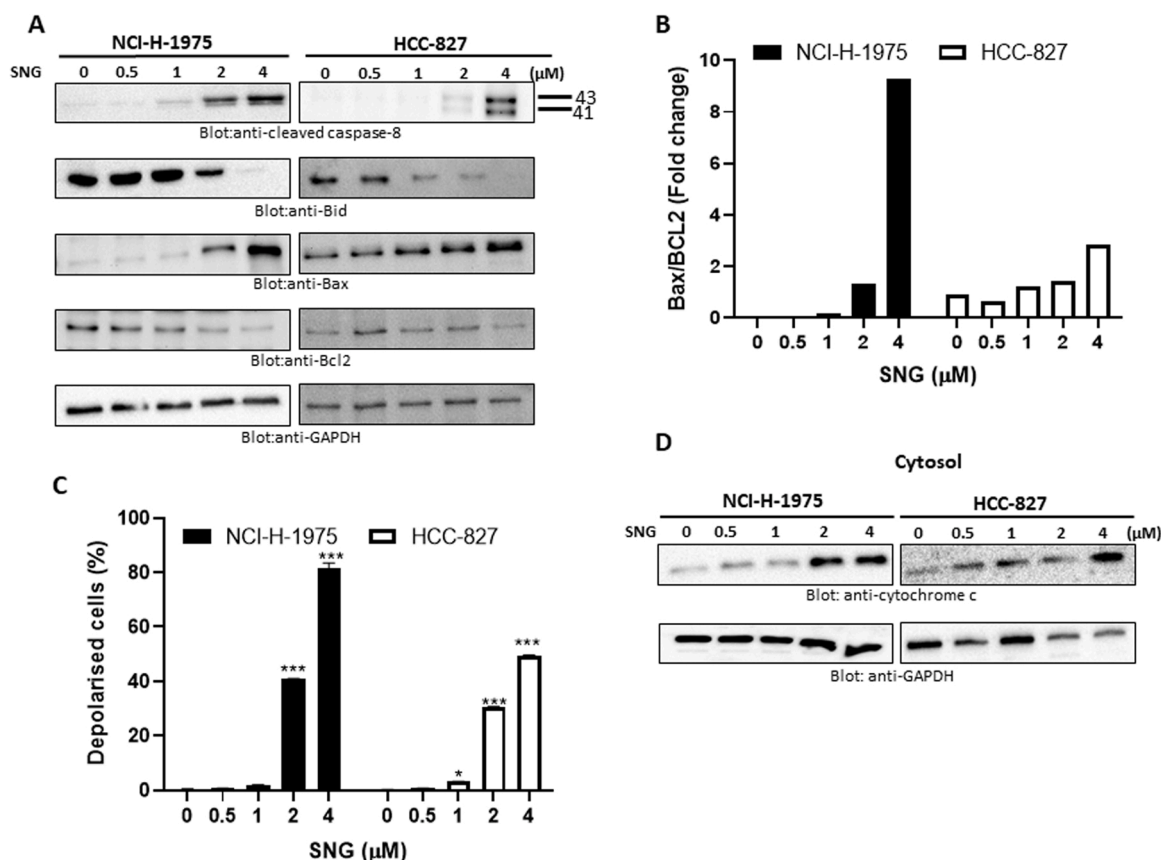 A
NCI-H-1975 HCC-827
SNG 0 0.5 1 2 4 0 0.5 1 2 4 (μM)
43
41
Blot:anti-cleaved caspase-8
Blot:anti-Bid
Blot:anti-Bax
Blot:anti-Bcl2
Blot:anti-GAPDH
B
NCI-H-1975 HCC-827
Bax/BCL2 (Fold change)
10
8
6
4
2
0
0 0.5 1 2 4 0 0.5 1 2 4
SNG (μM)
C
NCI-H-1975 HCC-827
Depolarised cells (%)
100
80
60
40
20
0
*** *** * *** ***
0 0.5 1 2 4 0 0.5 1 2 4
SNG (μM)
D
Cytosol
NCI-H-1975 HCC-827
SNG 0 0.5 1 2 4 0 0.5 1 2 4 (μM)
Blot: anti-cytochrome c
Blot: anti-GAPDH